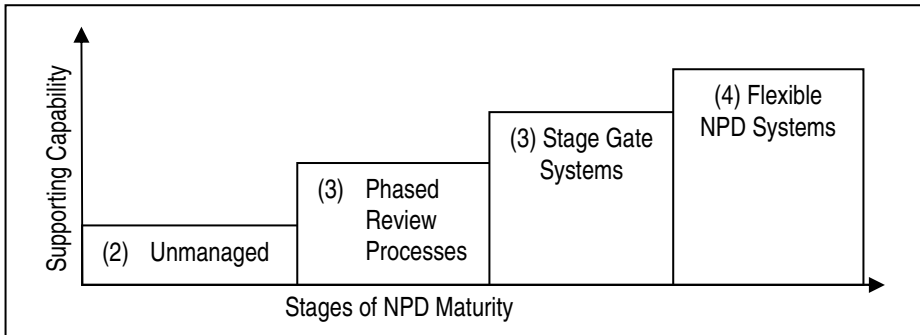 Supporting Capability
(2) Unmanaged
(3) Phased
Review
Processes
(3) Stage Gate
Systems
(4) Flexible
NPD Systems
Stages of NPD Maturity